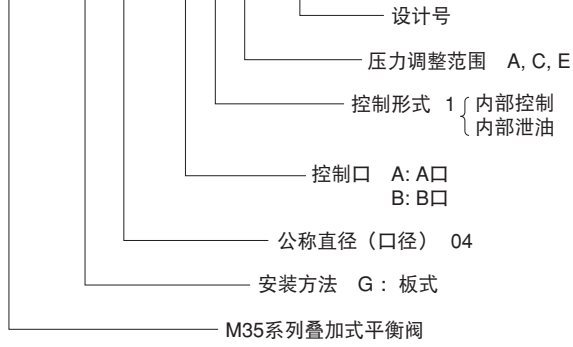 设计号
压力调整范围 A, C, E
控制形式 1 { 内部控制
内部泄油
控制口 A: A口
B: B口
公称直径（口径） 04
安装方法 G： 板式
M35系列叠加式平衡阀